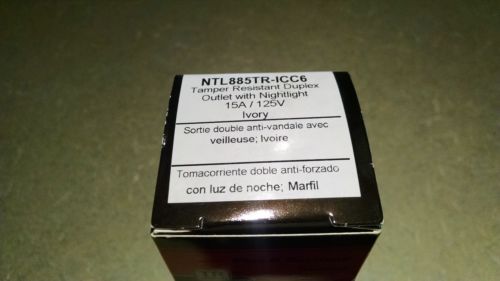 NTL885TR-ICC6
Tamper Resistant Duplex
Outlet with Nightlight
15A / 125V
Ivory
Sortie double anti-vandale avec
veilleuse; Ivoire
Tomacorriente doble anti-forzado
con luz de noche; Marfil
TR